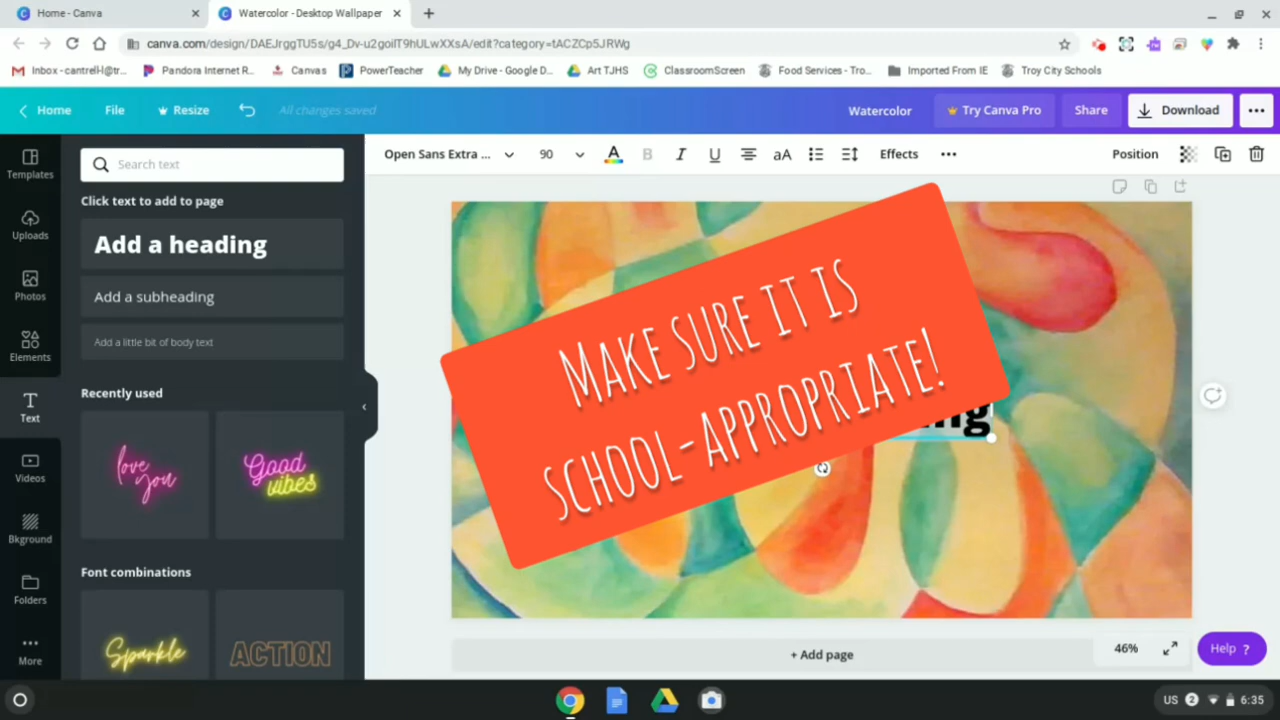 Home - Canva
Watercolor - Desktop Wallpaper
canva.com/design/DAEJrggTU5s/g4_Dv-u2goiIT9hULwXXsA/edit?category=tACZCp5JRWg
Inbox - cantrell-l@tr...
Pandora Internet R...
Canvas
PowerTeacher
My Drive - Google D...
Art TJHS
ClassroomScreen
Food Services - Tro...
Imported From IE
Troy City Schools
Home
File
Resize
All changes saved
Watercolor
Try Canva Pro
Share
Download
Open Sans Extra ...
90
A
B
I
U
aA
Effects
Position
Templates
Uploads
Photos
Elements
Text
Videos
Bkground
Folders
More
Search text
Click text to add to page
Add a heading
Add a subheading
Add a little bit of body text
Recently used
love you
Good vibes
Font combinations
Sparkle
ACTION
Make sure it is
school-appropriate!
+ Add page
46%
Help ?
US
2
6:35